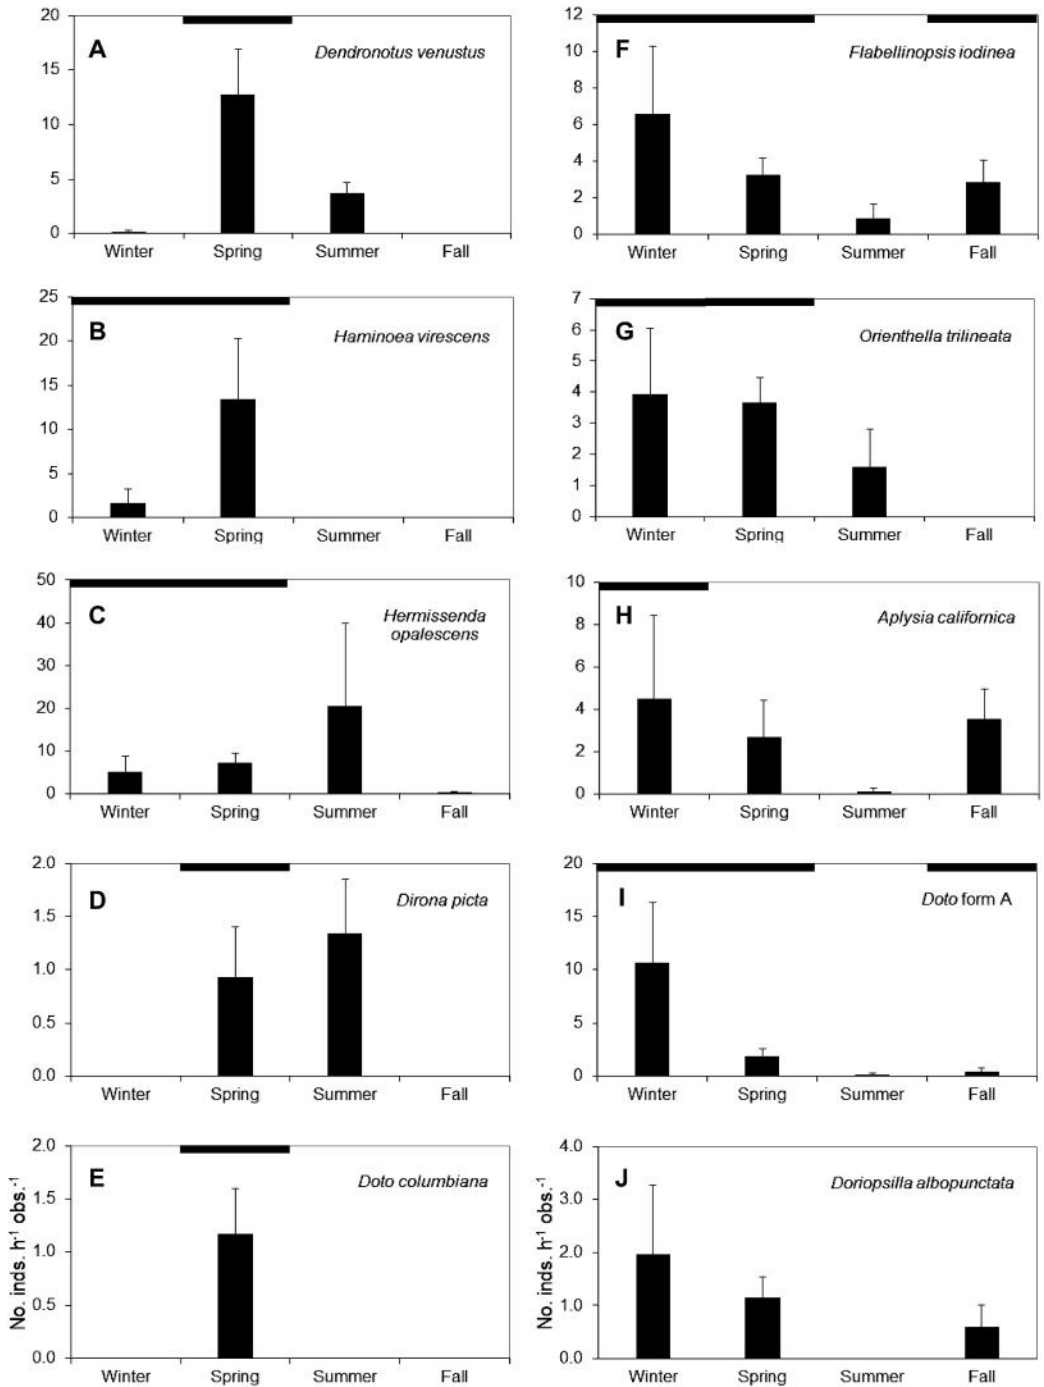 A
Dendronotus venustus
20
15
10
5
0
Winter Spring Summer Fall
B
Haminoea virescens
25
20
15
10
5
0
Winter Spring Summer Fall
C
Hermissenda
opalescens
50
40
30
20
10
0
Winter Spring Summer Fall
D
Dirona picta
2.0
1.5
1.0
0.5
0.0
Winter Spring Summer Fall
E
Doto columbiana
2.0
1.5
1.0
0.5
0.0
No. inds. h⁻¹ obs.⁻¹
Winter Spring Summer Fall
F
Flabellinopsis iodinea
12
10
8
6
4
2
0
Winter Spring Summer Fall
G
Orienthella trilineata
7
6
5
4
3
2
1
0
Winter Spring Summer Fall
H
Aplysia californica
10
8
6
4
2
0
Winter Spring Summer Fall
I
Doto form A
20
15
10
5
0
Winter Spring Summer Fall
J
Doriopsilla albopunctata
4.0
3.0
2.0
1.0
0.0
No. inds. h⁻¹ obs.⁻¹
Winter Spring Summer Fall